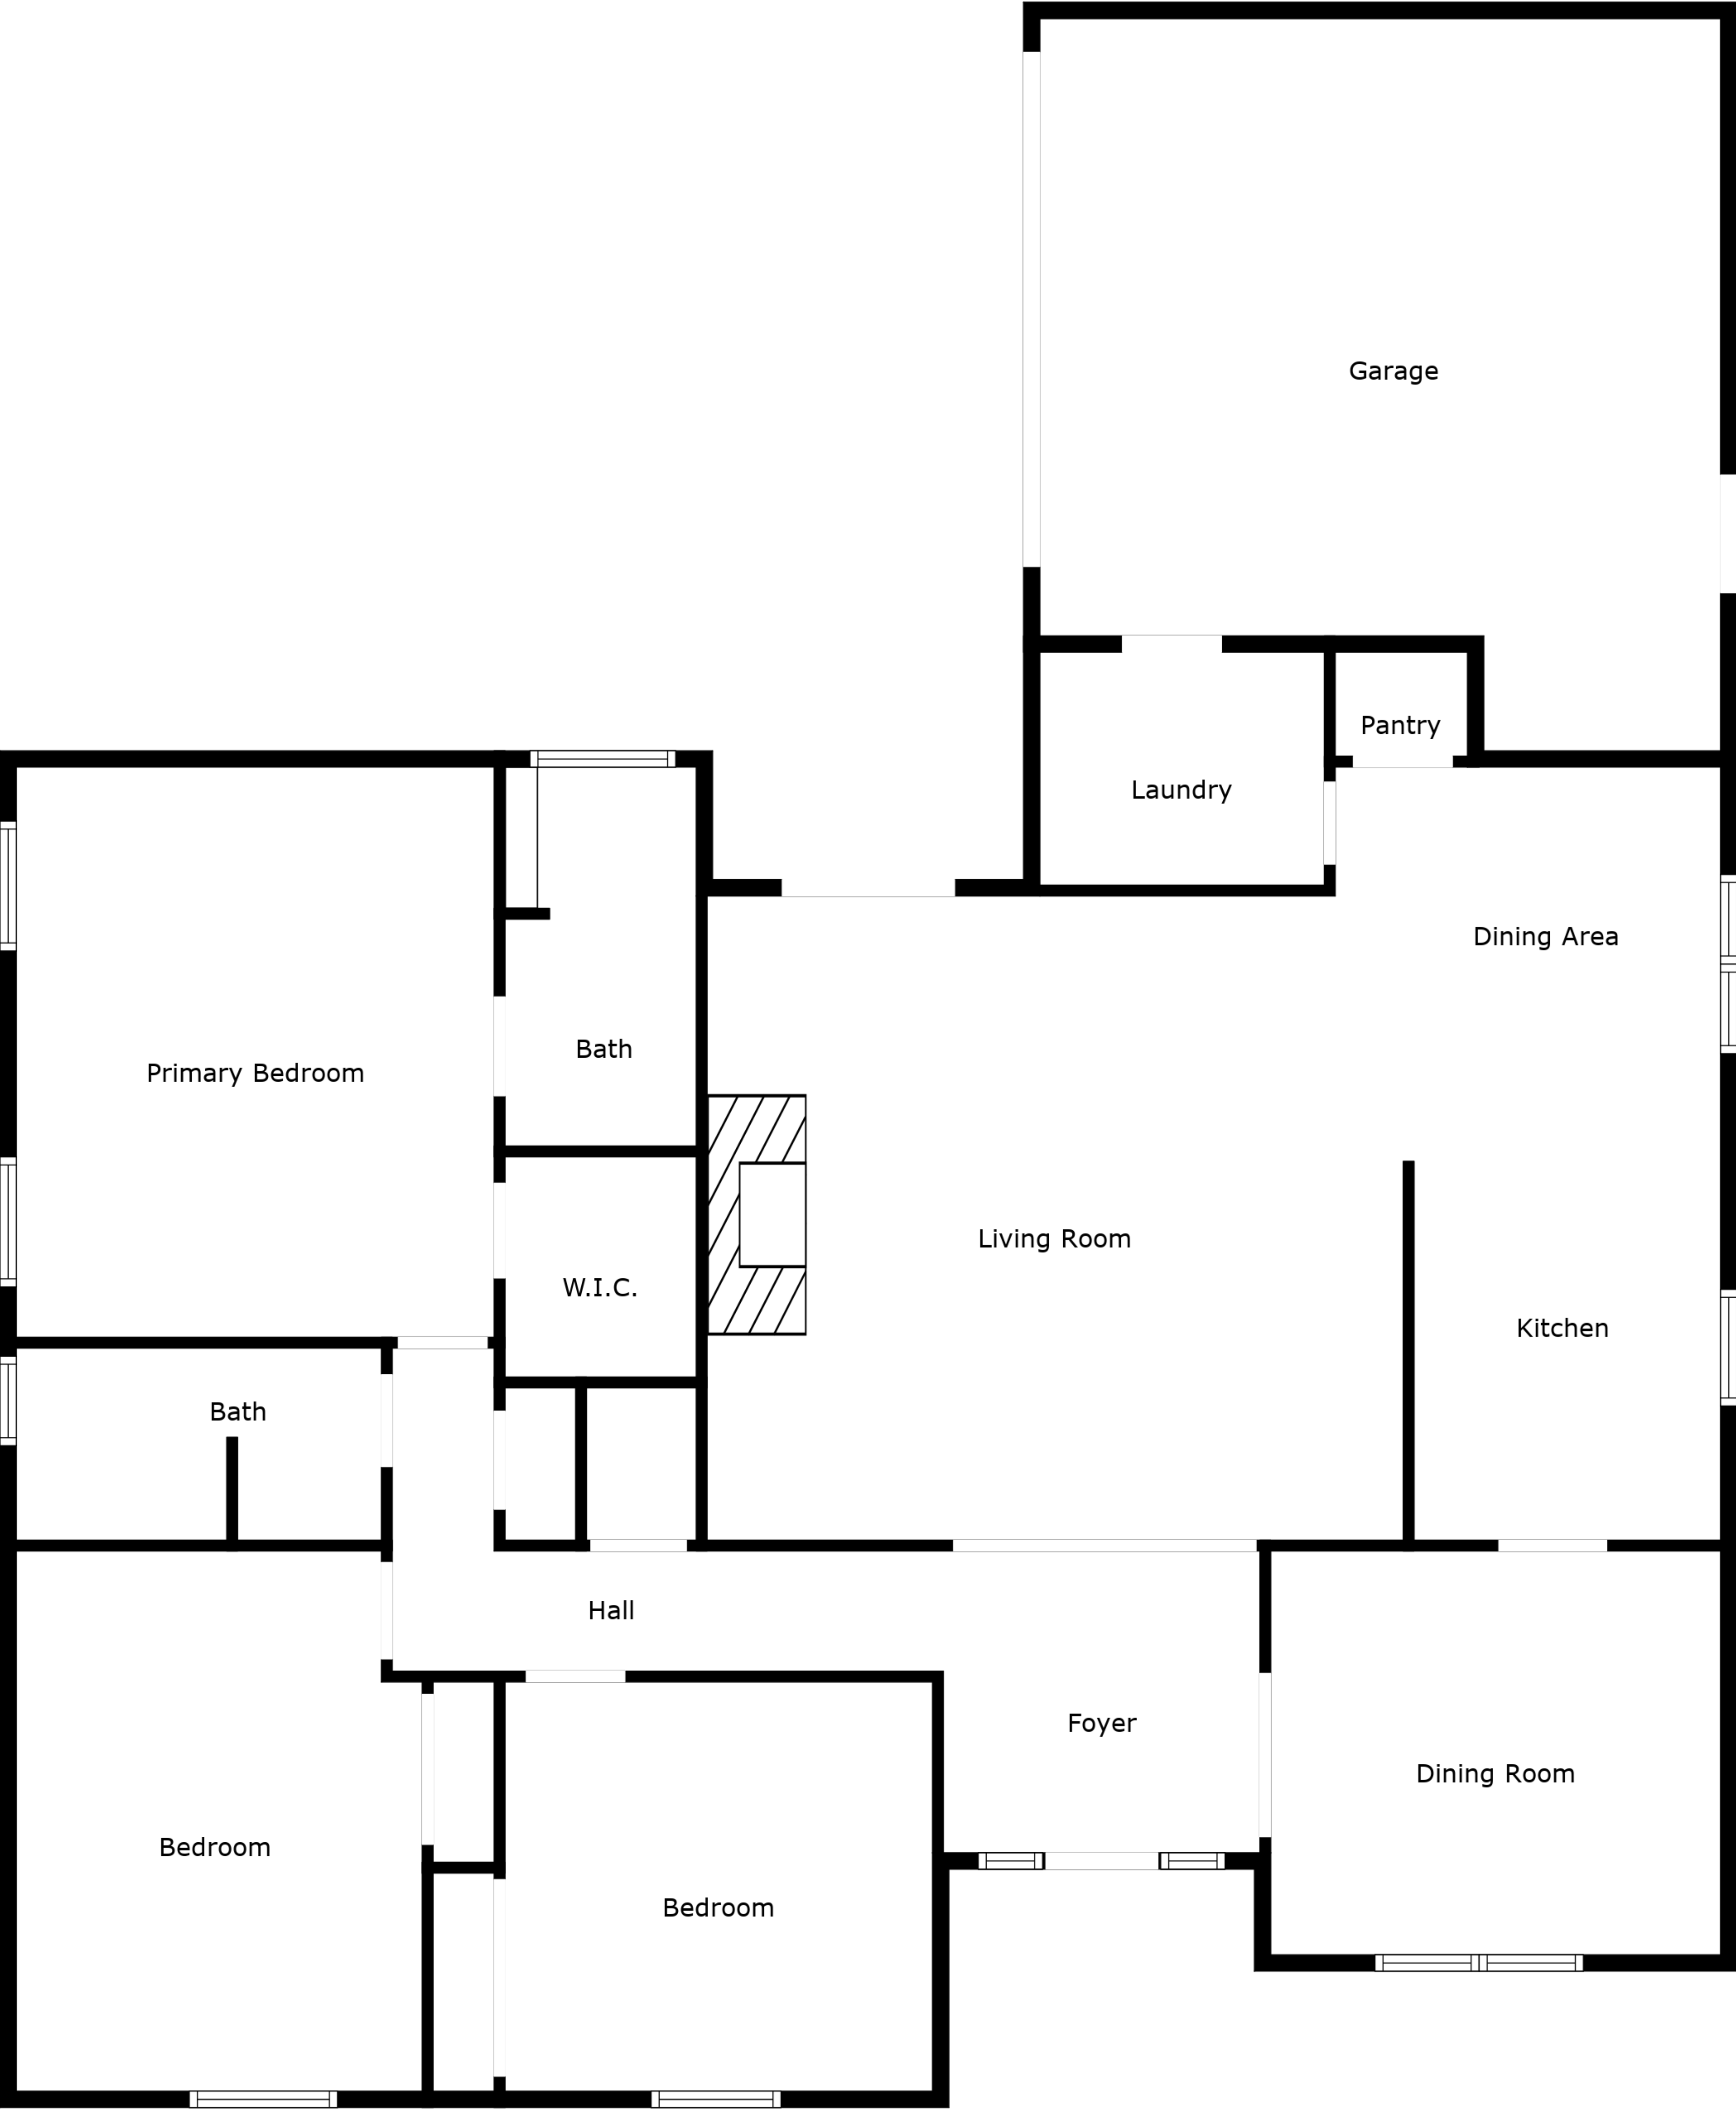 Garage
Pantry
Laundry
Dining Area
Bath
Primary Bedroom
Living Room
W.I.C.
Kitchen
Bath
Hall
Foyer
Dining Room
Bedroom
Bedroom